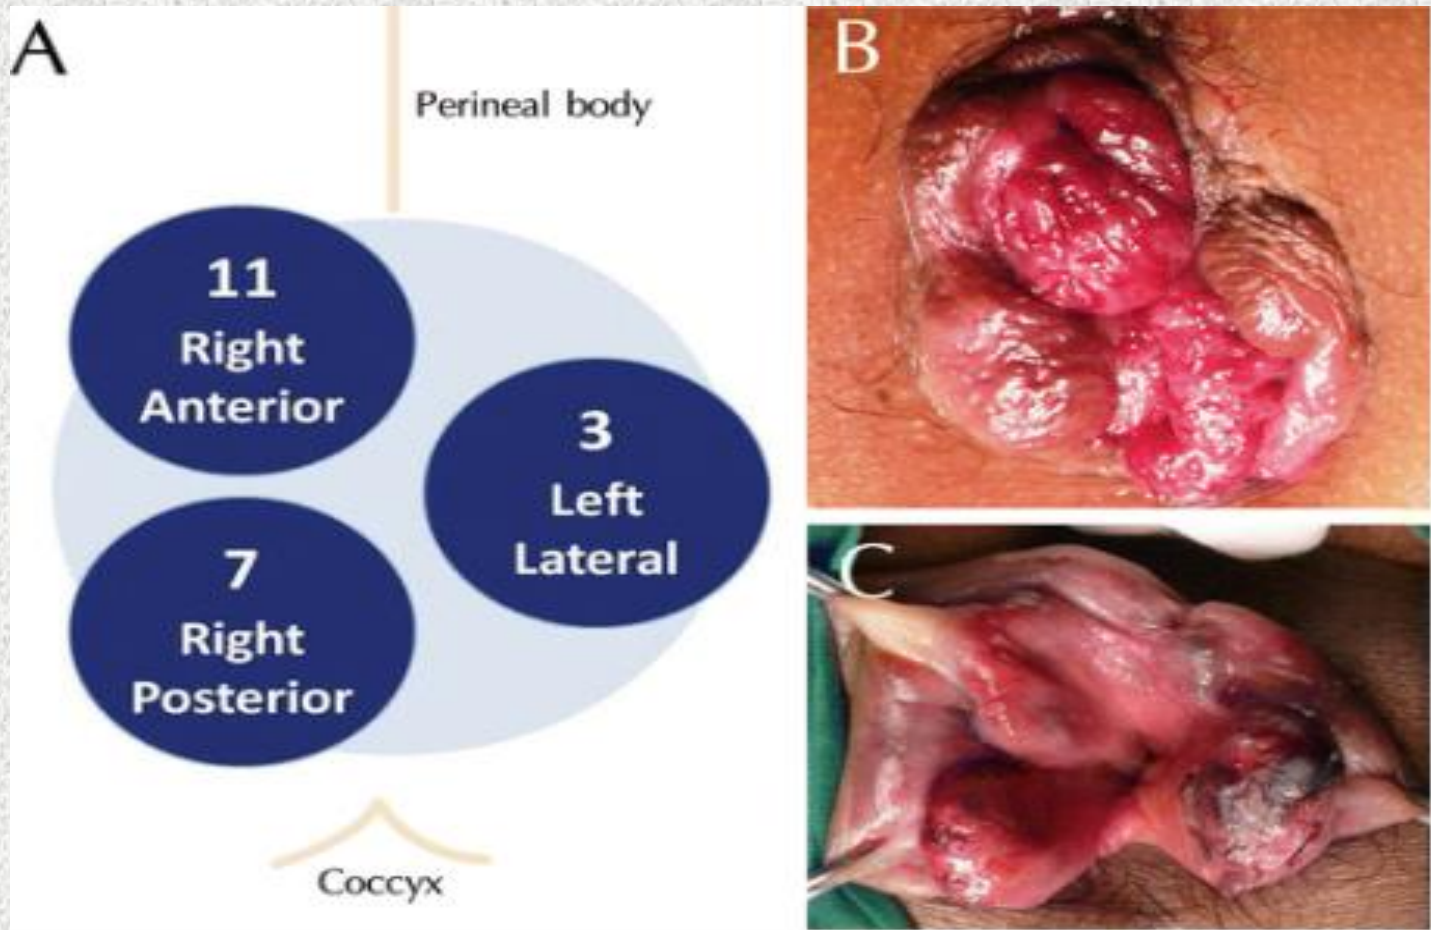 A
Perineal body
11
Right
Anterior
3
Left
Lateral
7
Right
Posterior
Coccyx
B
C